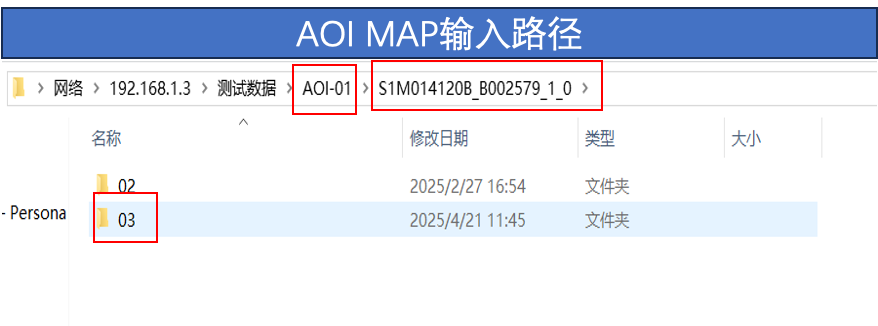 AOI MAP输入路径
网络 > 192.168.1.3 > 测试数据 > AOI-01 > S1M014120B_B002579_1_0 >
名称 修改日期 类型 大小
02 2025/2/27 16:54 文件夹
- Persona
03 2025/4/21 11:45 文件夹